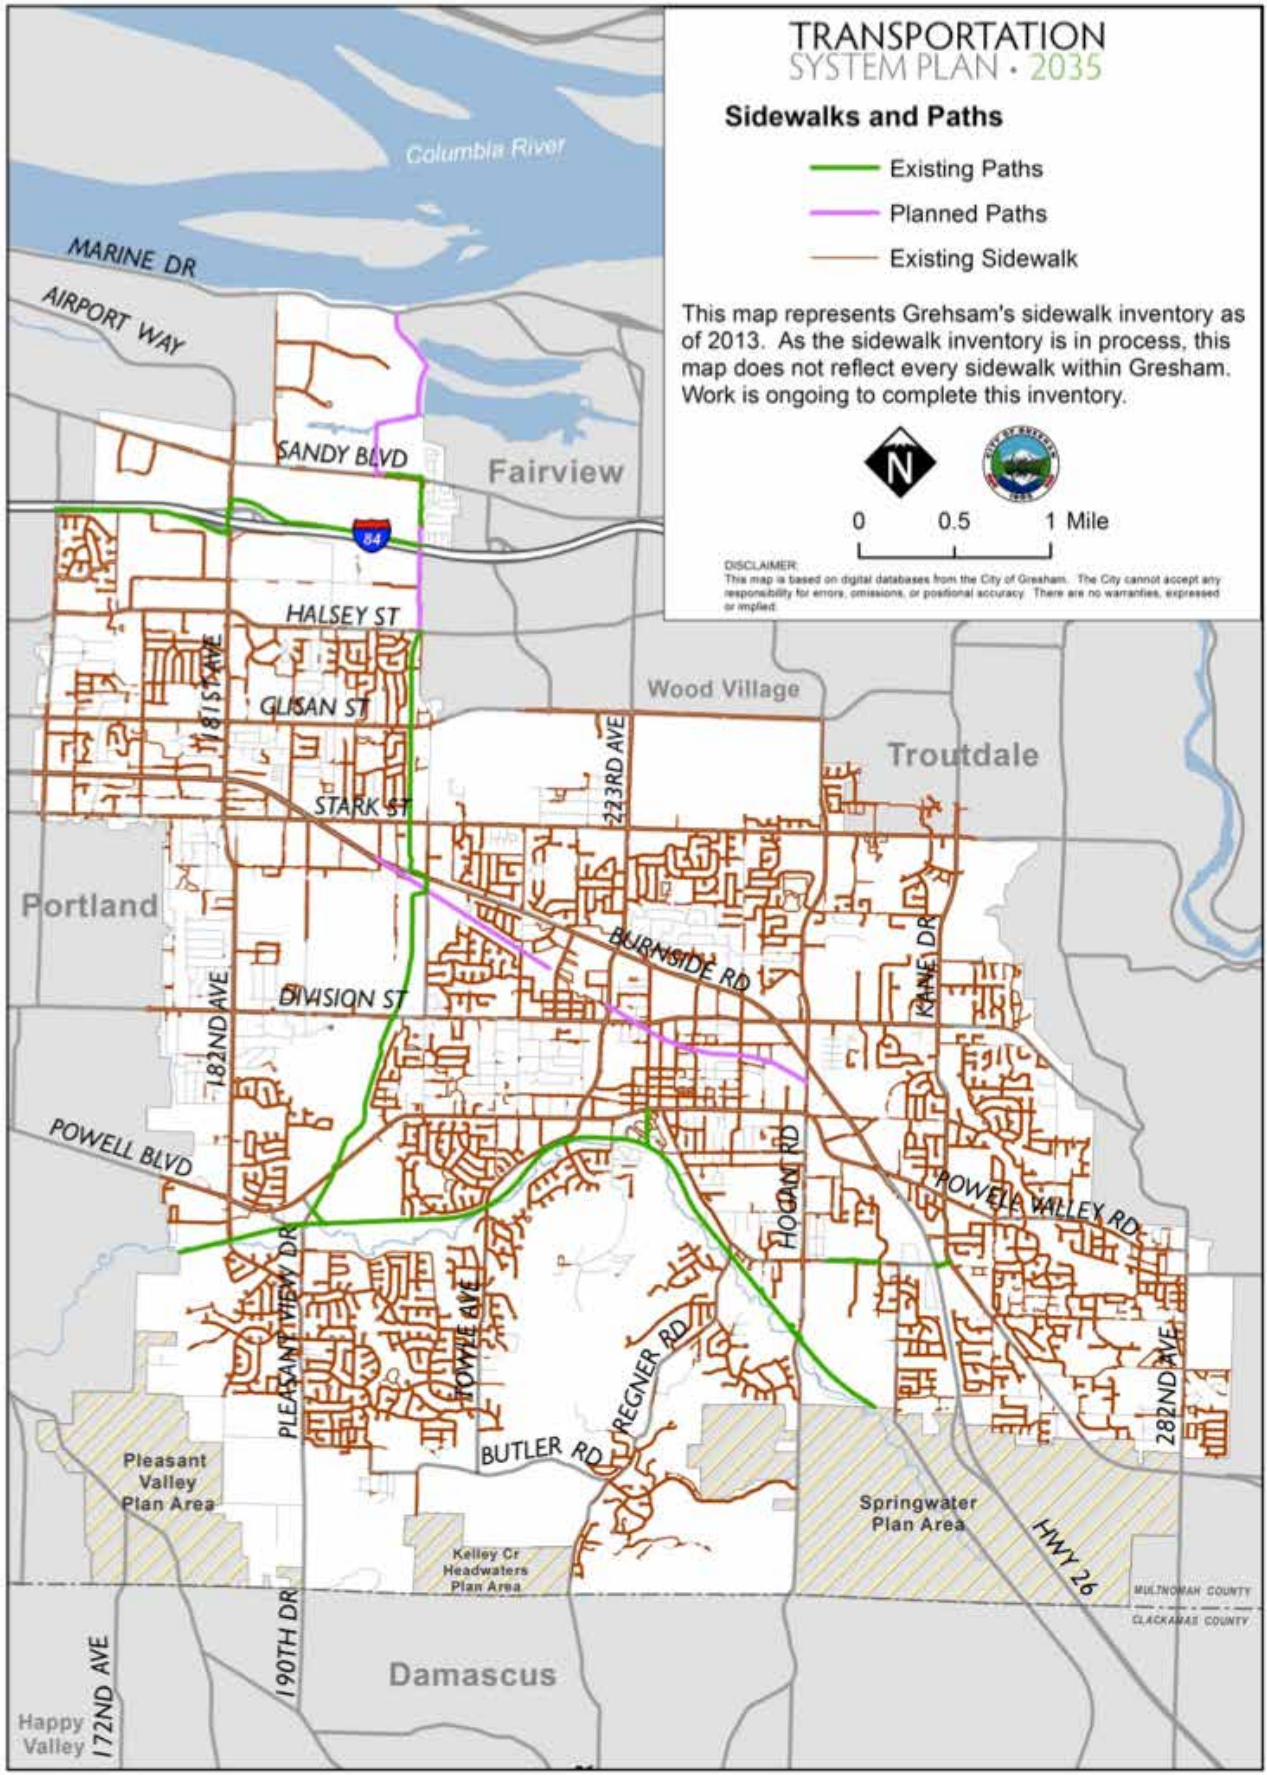 TRANSPORTATION
SYSTEM PLAN • 2035
Sidewalks and Paths
Existing Paths
Planned Paths
Existing Sidewalk
This map represents Grehsam's sidewalk inventory as
of 2013. As the sidewalk inventory is in process, this
map does not reflect every sidewalk within Gresham.
Work is ongoing to complete this inventory.
N
CITY OF GRESHAM
1905
0 0.5 1 Mile
DISCLAIMER:
This map is based on digital databases from the City of Gresham. The City cannot accept any
responsibility for errors, omissions, or positional accuracy. There are no warranties, expressed
or implied.
Columbia River
MARINE DR
AIRPORT WAY
SANDY BLVD
Fairview
84
HALSEY ST
181ST AVE
GLISAN ST
Wood Village
223RD AVE
Troutdale
STARK ST
Portland
BURNSIDE RD
KANE DR
182ND AVE
DIVISION ST
POWELL BLVD
HOGAN RD
POWELL VALLEY RD
PLEASANT VIEW DR
TOWLE AVE
REGNER RD
282ND AVE
BUTLER RD
Pleasant
Valley
Plan Area
Springwater
Plan Area
Kelley Cr
Headwaters
Plan Area
HWY 26
MULTNOMAH COUNTY
CLACKAMAS COUNTY
190TH DR
172ND AVE
Damascus
Happy
Valley